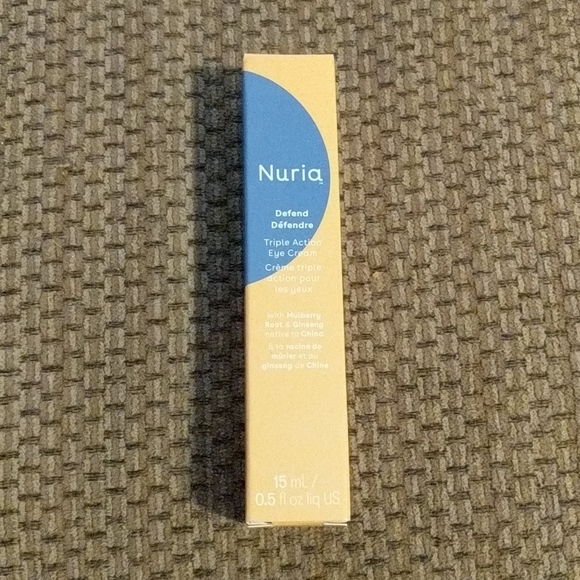 Nuria
Defend
Défendre
Triple Action
Eye Cream
Crème triple
action pour
les yeux
with Mulberry
Root & Ginseng
native to China
à la racine de
mûrier et au
ginseng de Chine
15 mL /
0.5 fl oz liq US